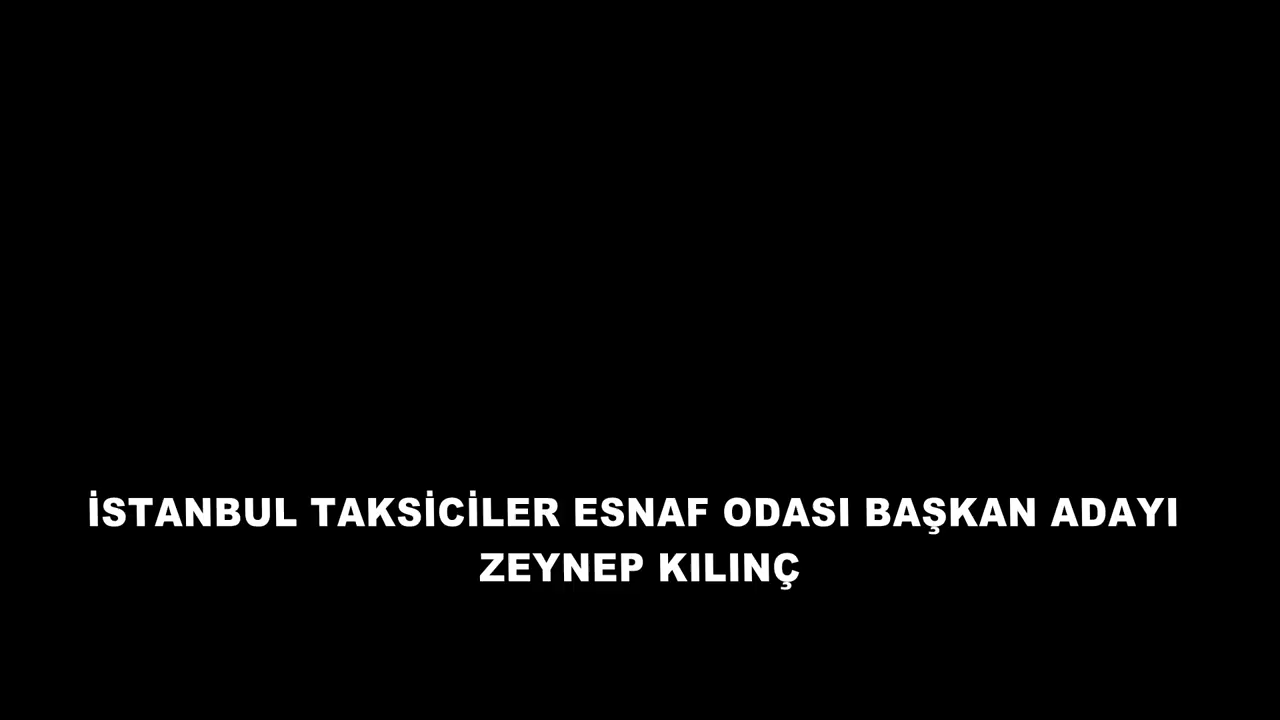 İSTANBUL TAKSİCİLER ESNAF ODASI BAŞKAN ADAYI
ZEYNEP KILINÇ